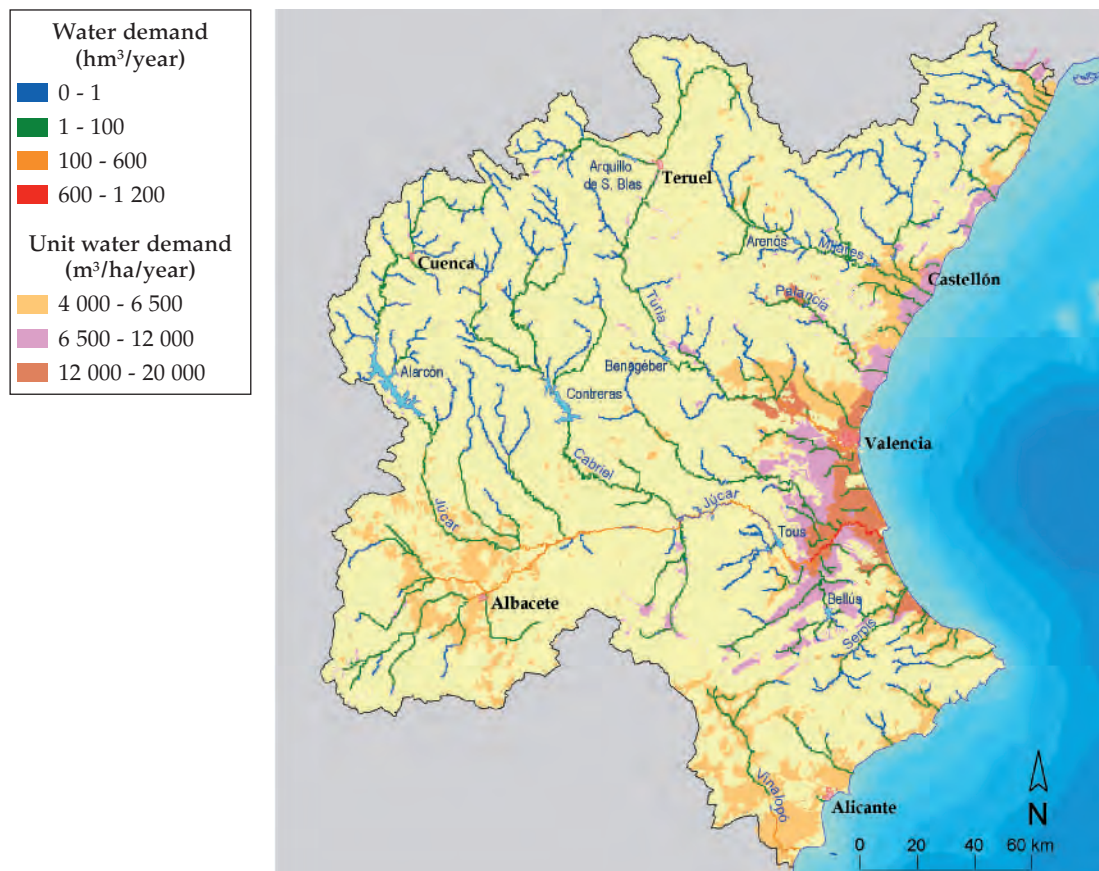 Water demand
(hm³/year)
0 - 1
1 - 100
100 - 600
600 - 1 200
Unit water demand
(m³/ha/year)
4 000 - 6 500
6 500 - 12 000
12 000 - 20 000
Arquillo
de S. Blas
Teruel
Cuenca
Arenós
Mijares
Castellón
Palancia
Turia
Alarcón
Benagéber
Contreras
Valencia
Cabriel
Júcar
Júcar
Tous
Albacete
Bellús
Serpis
Vinalopó
Alicante
N
0 20 40 60 km